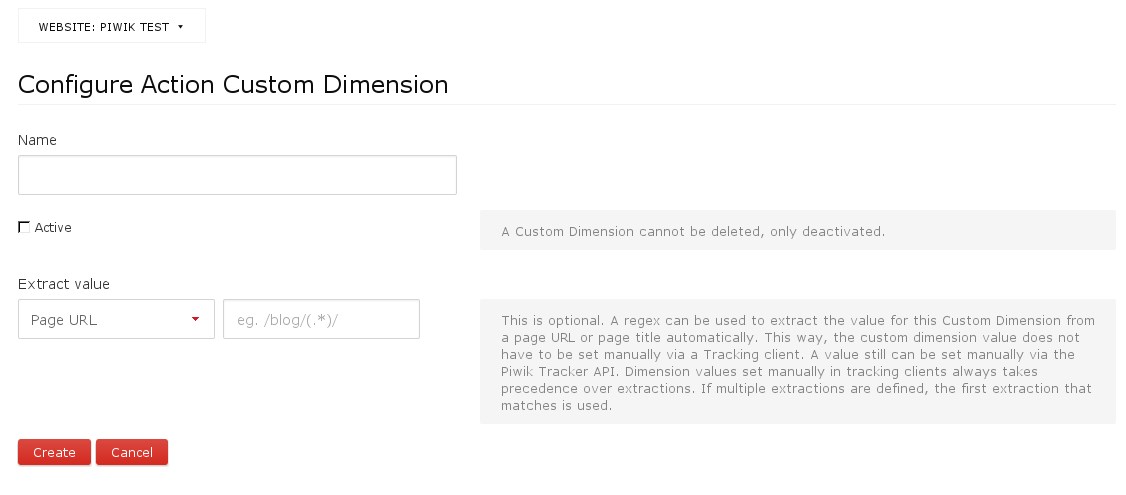 WEBSITE: PIWIK TEST
Configure Action Custom Dimension
Name
Active
A Custom Dimension cannot be deleted, only deactivated.
Extract value
Page URL
eg. /blog/(.*)/
This is optional. A regex can be used to extract the value for this Custom Dimension from
a page URL or page title automatically. This way, the custom dimension value does not
have to be set manually via a Tracking client. A value still can be set manually via the
Piwik Tracker API. Dimension values set manually in tracking clients always takes
precedence over extractions. If multiple extractions are defined, the first extraction that
matches is used.
Create Cancel